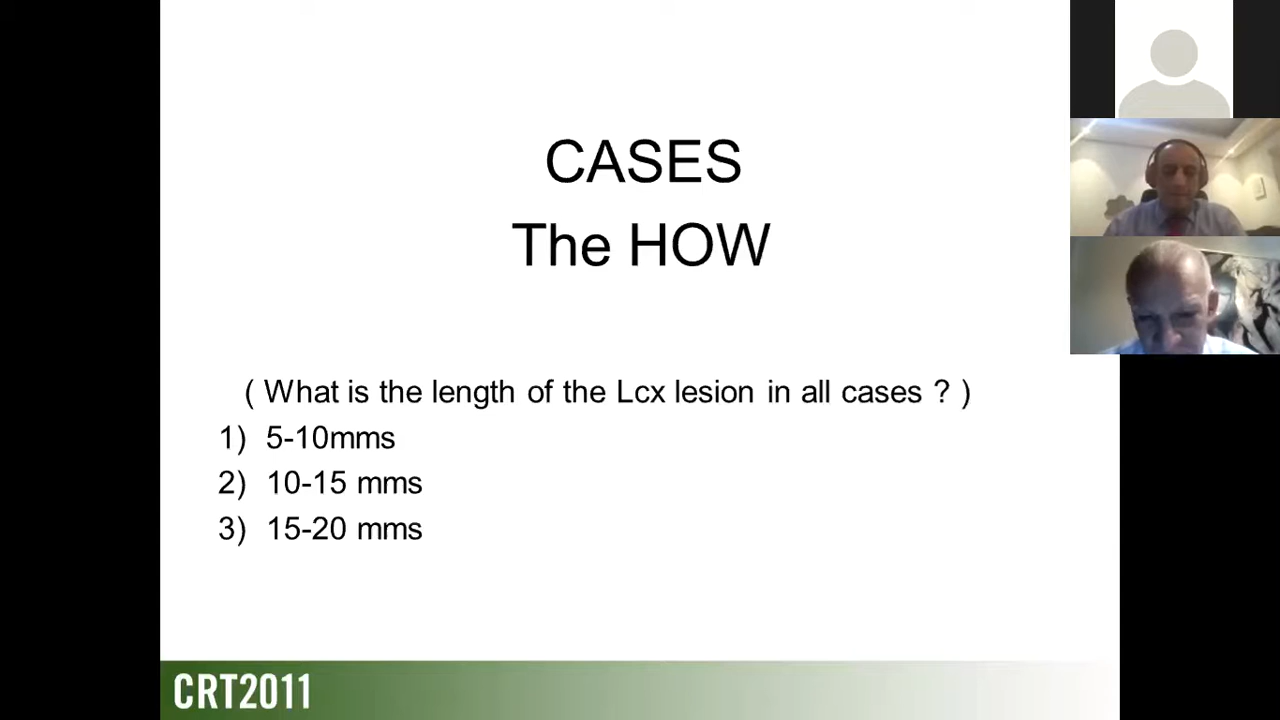 CASES
The HOW
( What is the length of the Lcx lesion in all cases ? )
1) 5-10mms
2) 10-15 mms
3) 15-20 mms
CRT2011